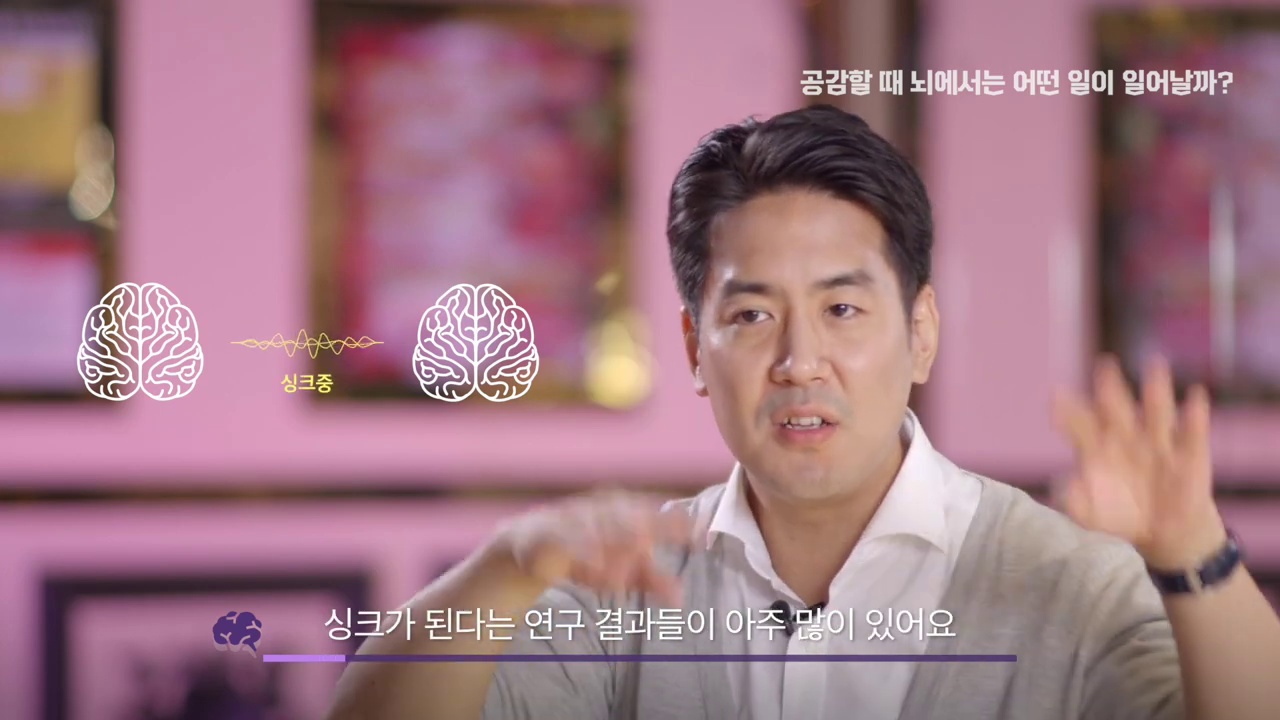 공감할 때 뇌에서는 어떤 일이 일어날까?
싱크중
싱크가 된다는 연구 결과들이 아주 많이 있어요